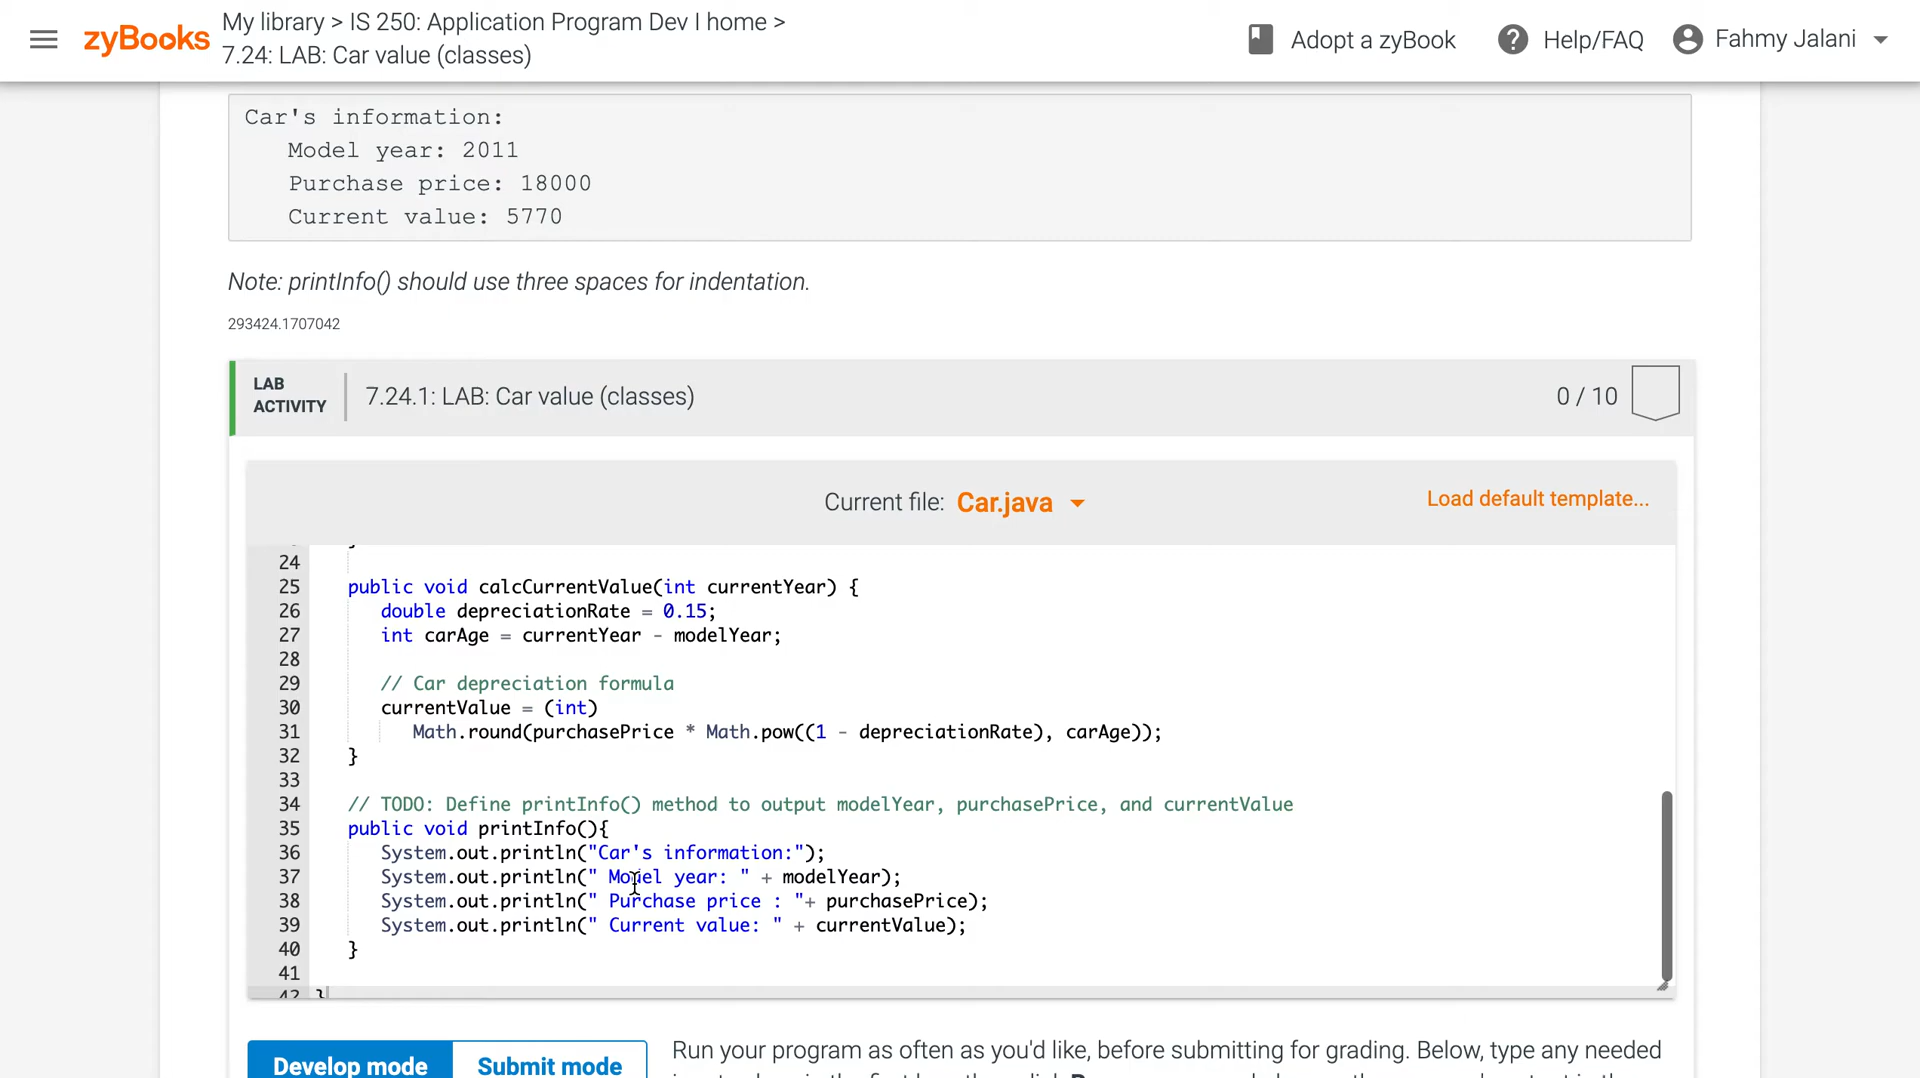 zyBooks
My library > IS 250: Application Program Dev I home >
7.24: LAB: Car value (classes)
Adopt a zyBook
Help/FAQ
Fahmy Jalani
Car's information:
   Model year: 2011
   Purchase price: 18000
   Current value: 5770
Note: printInfo() should use three spaces for indentation.
293424.1707042
LAB
ACTIVITY
7.24.1: LAB: Car value (classes)
0 / 10
Current file: Car.java
Load default template...
24
25    public void calcCurrentValue(int currentYear) {
26       double depreciationRate = 0.15;
27       int carAge = currentYear - modelYear;
28
29       // Car depreciation formula
30       currentValue = (int)
31          Math.round(purchasePrice * Math.pow((1 - depreciationRate), carAge));
32    }
33
34    // TODO: Define printInfo() method to output modelYear, purchasePrice, and currentValue
35    public void printInfo(){
36       System.out.println("Car's information:");
37       System.out.println(" Model year: " + modelYear);
38       System.out.println(" Purchase price : "+ purchasePrice);
39       System.out.println(" Current value: " + currentValue);
40    }
41
42 }
Develop mode
Submit mode
Run your program as often as you'd like, before submitting for grading. Below, type any needed